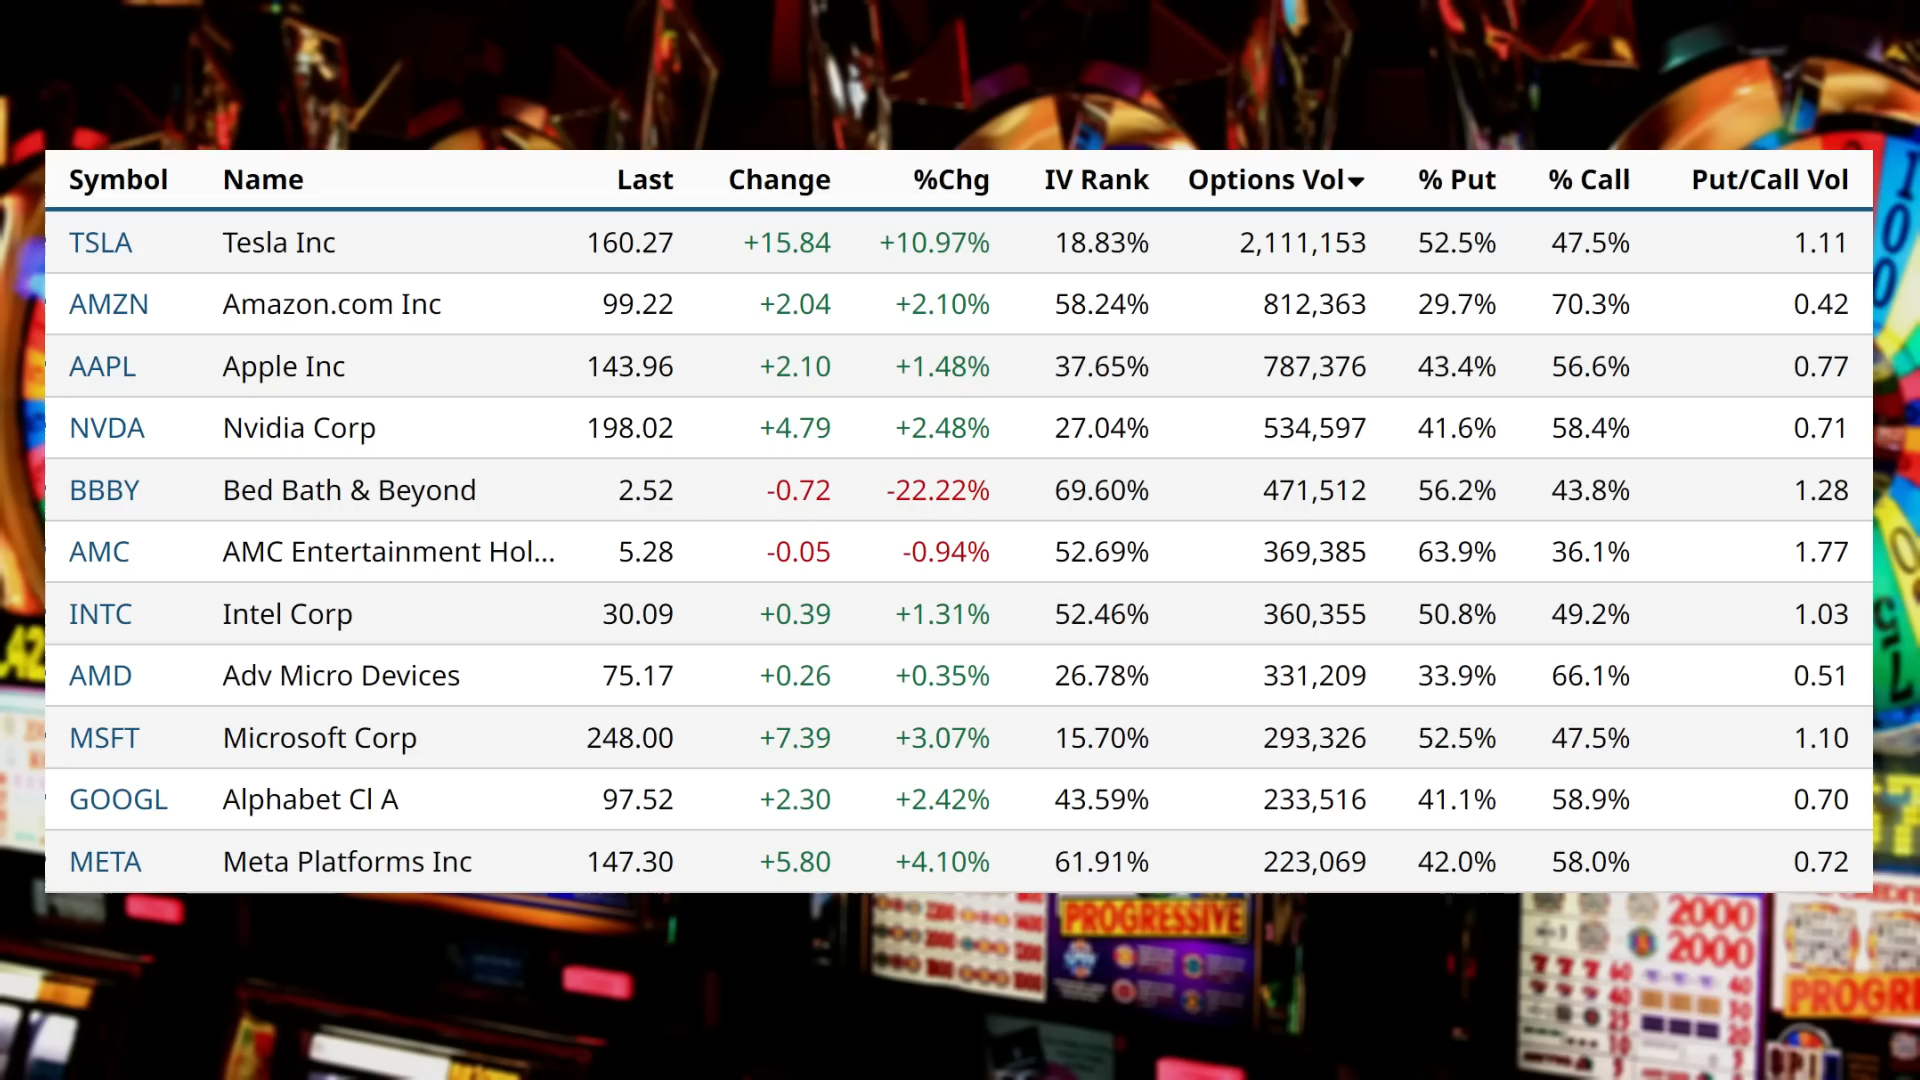 Symbol Name Last Change %Chg IV Rank Options Vol % Put % Call Put/Call Vol
TSLA Tesla Inc 160.27 +15.84 +10.97% 18.83% 2,111,153 52.5% 47.5% 1.11
AMZN Amazon.com Inc 99.22 +2.04 +2.10% 58.24% 812,363 29.7% 70.3% 0.42
AAPL Apple Inc 143.96 +2.10 +1.48% 37.65% 787,376 43.4% 56.6% 0.77
NVDA Nvidia Corp 198.02 +4.79 +2.48% 27.04% 534,597 41.6% 58.4% 0.71
BBBY Bed Bath & Beyond 2.52 -0.72 -22.22% 69.60% 471,512 56.2% 43.8% 1.28
AMC AMC Entertainment Hol... 5.28 -0.05 -0.94% 52.69% 369,385 63.9% 36.1% 1.77
INTC Intel Corp 30.09 +0.39 +1.31% 52.46% 360,355 50.8% 49.2% 1.03
AMD Adv Micro Devices 75.17 +0.26 +0.35% 26.78% 331,209 33.9% 66.1% 0.51
MSFT Microsoft Corp 248.00 +7.39 +3.07% 15.70% 293,326 52.5% 47.5% 1.10
GOOGL Alphabet Cl A 97.52 +2.30 +2.42% 43.59% 233,516 41.1% 58.9% 0.70
META Meta Platforms Inc 147.30 +5.80 +4.10% 61.91% 223,069 42.0% 58.0% 0.72
PROGRESSIVE
2000
2000